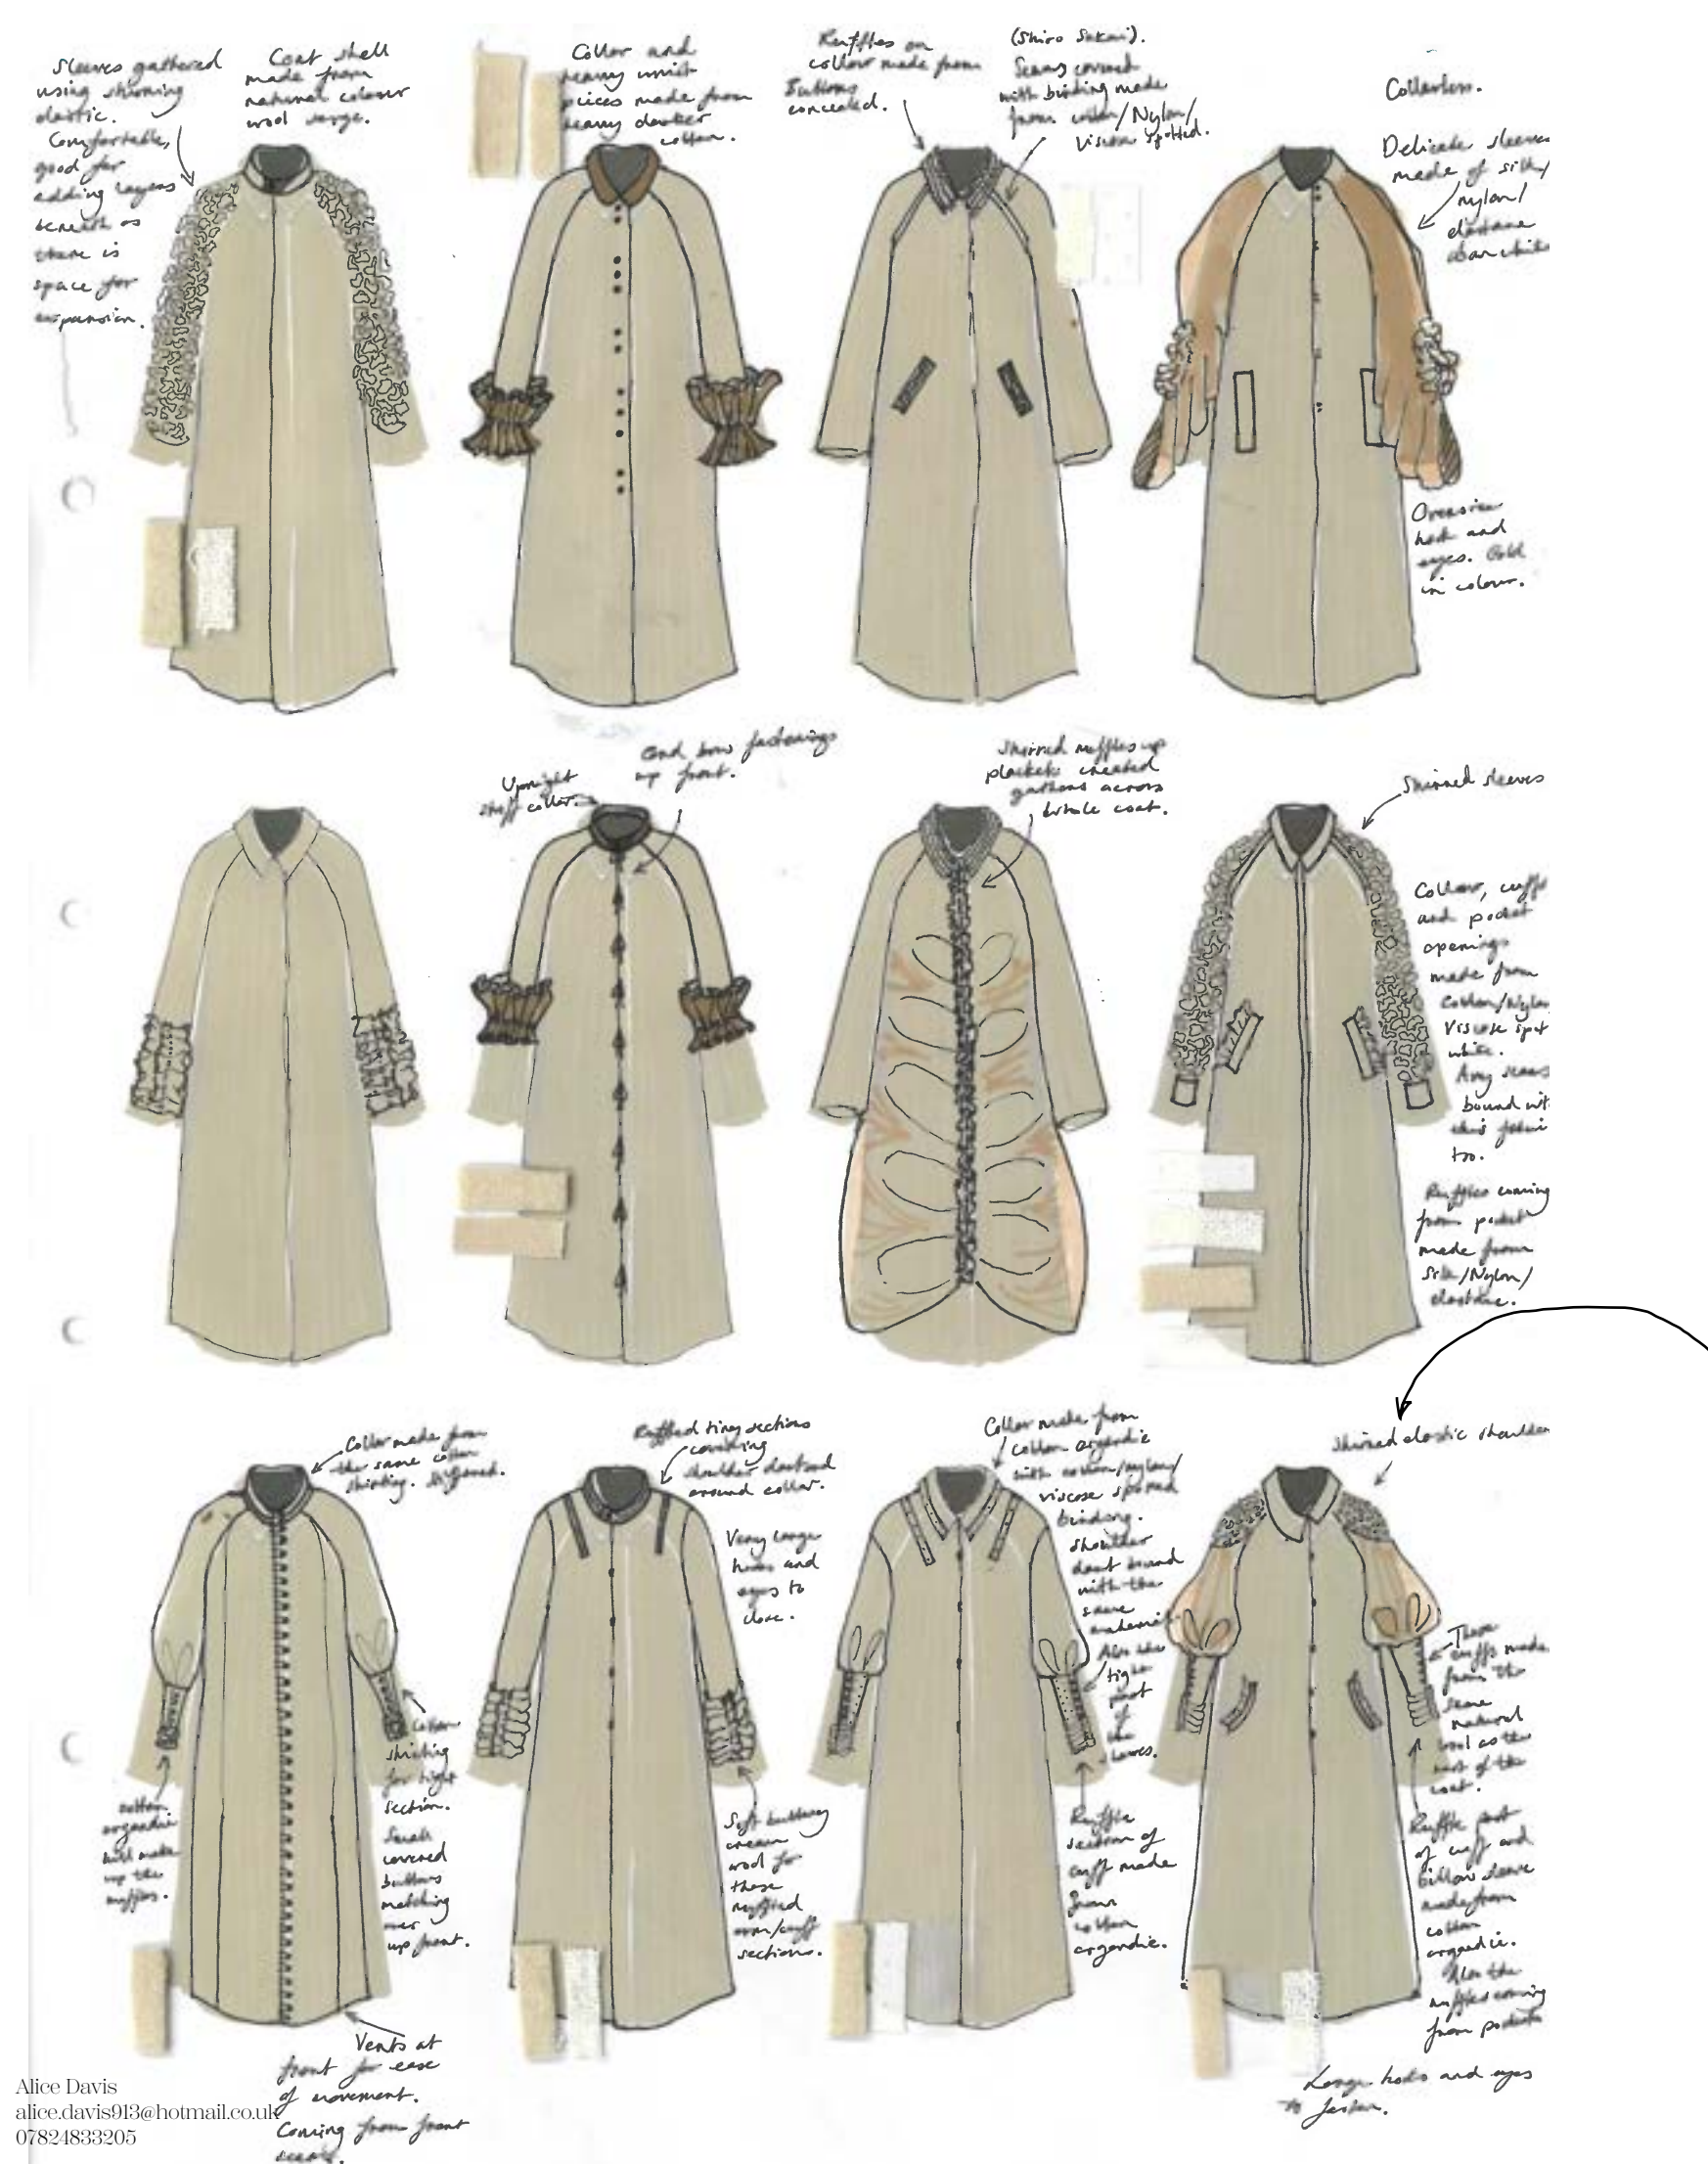 Sleeves gathered
using shirring
elastic.
Comfortable,
good for
adding layers
beneath as
there is
space for
expansion.
Coat shell
made from
natural colour
wool serge.
Collar and
heavy
pieces made from
heavy darker
cotton.
Ruffles on
collar made from
Buttons
concealed.
(Shiro Sakai).
Seams covered
with binding made
from cotton/Nylon/
viscose spotted.
Collarless.
Delicate sleeves
made of silk/
nylon/
elastane
Oversize
hook and
eyes. Gold
in colour.
Upright
stiff collar.
Cord bow fastenings
up front.
Shirred ruffles up
placket created
gathers across
whole coat.
Shirred sleeves
Collar, cuffs
and pocket
openings
made from
Cotton/Nylon
Viscose spot
white.
Any seams
bound wit
this fabri
too.
Ruffles coming
from pocket
made from
Silk/Nylon/
elastane.
Collar made from
the same cotton
shirting. Stiffened.
cotton
organdie
will make
up the
ruffles.
Cotton
shirting
for tight
section.
Small
covered
buttons
matching
up front.
Vents at
front for ease
of movement.
Coming from front
seams.
Ruffled tiny sections
covering
shoulder dart and
around collar.
Very large
hooks and
eyes to
close.
Soft
cream
wool for
these
ruffled
arm/cuff
sections.
Collar made from
cotton organdie
with cotton/nylon/
viscose spotted
binding.
Shoulder
dart bound
with the
same
material.
Also the
tight
part
of
the
sleeves.
Ruffle
section of
cuff made
from
cotton
organdie.
Shirred elastic shoulder
These
cuffs made
from the
same
natural
wool as the
rest of the
coat.
Ruffle part
of cuff and
billow sleeve
made from
cotton
organdie.
Also the
ruffles coming
from pockets
Large hooks and eyes
to fasten.
Alice Davis
alice.davis913@hotmail.co.uk
07824833205